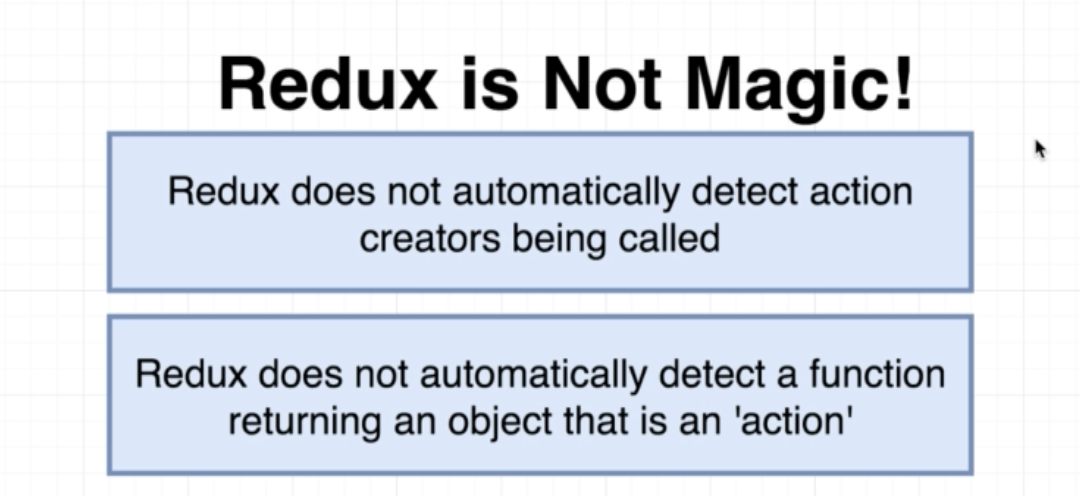 Redux is Not Magic!
Redux does not automatically detect action
creators being called
Redux does not automatically detect a function
returning an object that is an 'action'